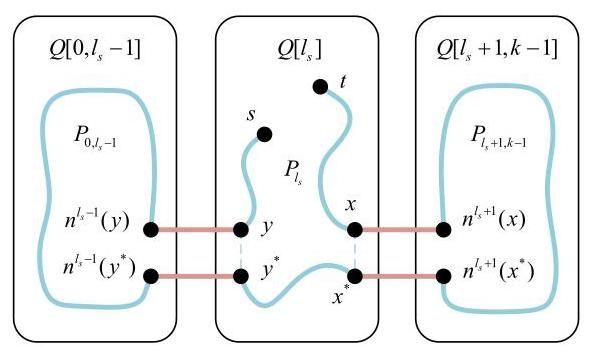 Q[0,l_s −1]
Q[l_s]
Q[l_s +1,k−1]
t
s
P_{0,l_s−1}
P_{l_s}
P_{l_s+1,k−1}
n^{l_s−1}(y)
y
x
n^{l_s+1}(x)
n^{l_s−1}(y^*)
y^*
x^*
n^{l_s+1}(x^*)